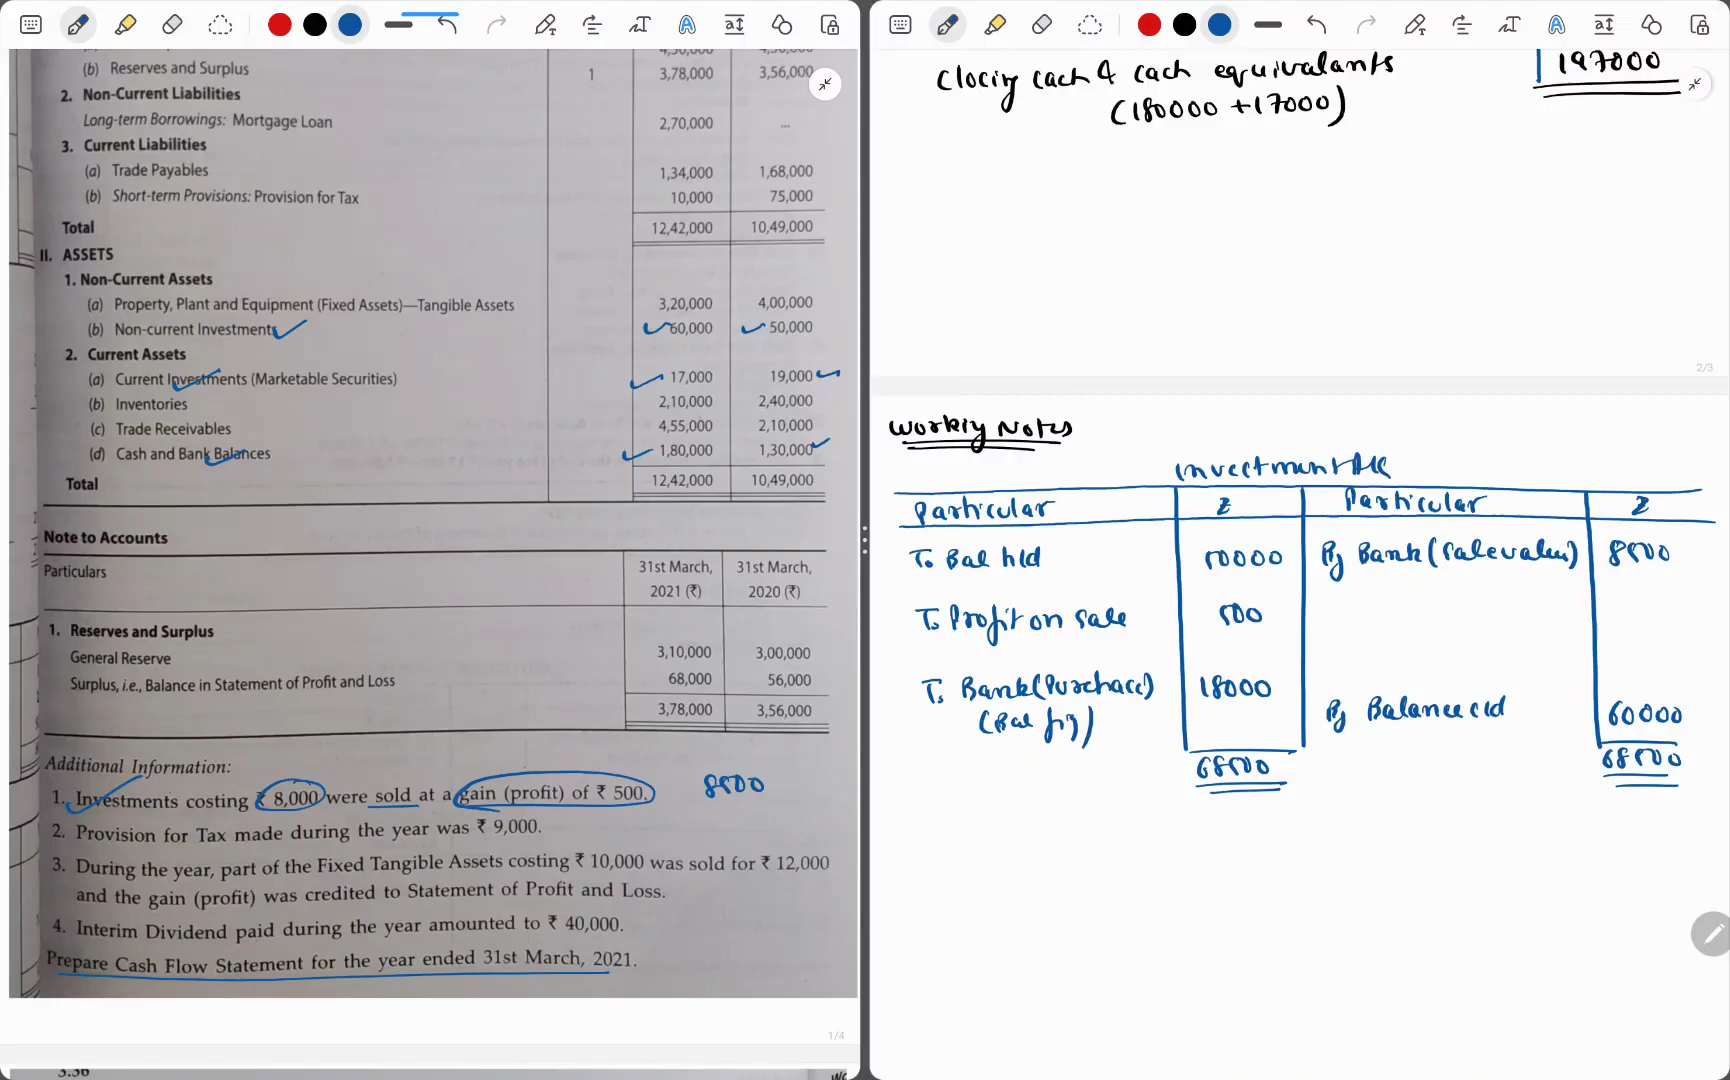 (b) Reserves and Surplus 1 3,78,000 3,56,000
2. Non-Current Liabilities
Long-term Borrowings: Mortgage Loan 2,70,000 ...
3. Current Liabilities
(a) Trade Payables 1,34,000 1,68,000
(b) Short-term Provisions: Provision for Tax 10,000 75,000
Total 12,42,000 10,49,000
II. ASSETS
1. Non-Current Assets
(a) Property, Plant and Equipment (Fixed Assets)—Tangible Assets 3,20,000 4,00,000
(b) Non-current Investments 60,000 50,000
2. Current Assets
(a) Current Investments (Marketable Securities) 17,000 19,000
(b) Inventories 2,10,000 2,40,000
(c) Trade Receivables 4,55,000 2,10,000
(d) Cash and Bank Balances 1,80,000 1,30,000
Total 12,42,000 10,49,000
Note to Accounts
Particulars 31st March, 2021 (₹) 31st March, 2020 (₹)
1. Reserves and Surplus
General Reserve 3,10,000 3,00,000
Surplus, i.e., Balance in Statement of Profit and Loss 68,000 56,000
3,78,000 3,56,000
Additional Information:
1. Investments costing ₹ 8,000 were sold at a gain (profit) of ₹ 500. 8500
2. Provision for Tax made during the year was ₹ 9,000.
3. During the year, part of the Fixed Tangible Assets costing ₹ 10,000 was sold for ₹ 12,000
and the gain (profit) was credited to Statement of Profit and Loss.
4. Interim Dividend paid during the year amounted to ₹ 40,000.
Prepare Cash Flow Statement for the year ended 31st March, 2021.
1/4
3.36
Closing cash & cash equivalants 197000
(180000 + 17000)
2/3
Working Notes
Investment A/c
Particular ₹ Particular ₹
To Bal b/d 50000 By Bank (Sale value) 8500
To Profit on sale 500
To Bank (Purchase) 18000
(Bal fig) By Balance c/d 60000
68500 68500